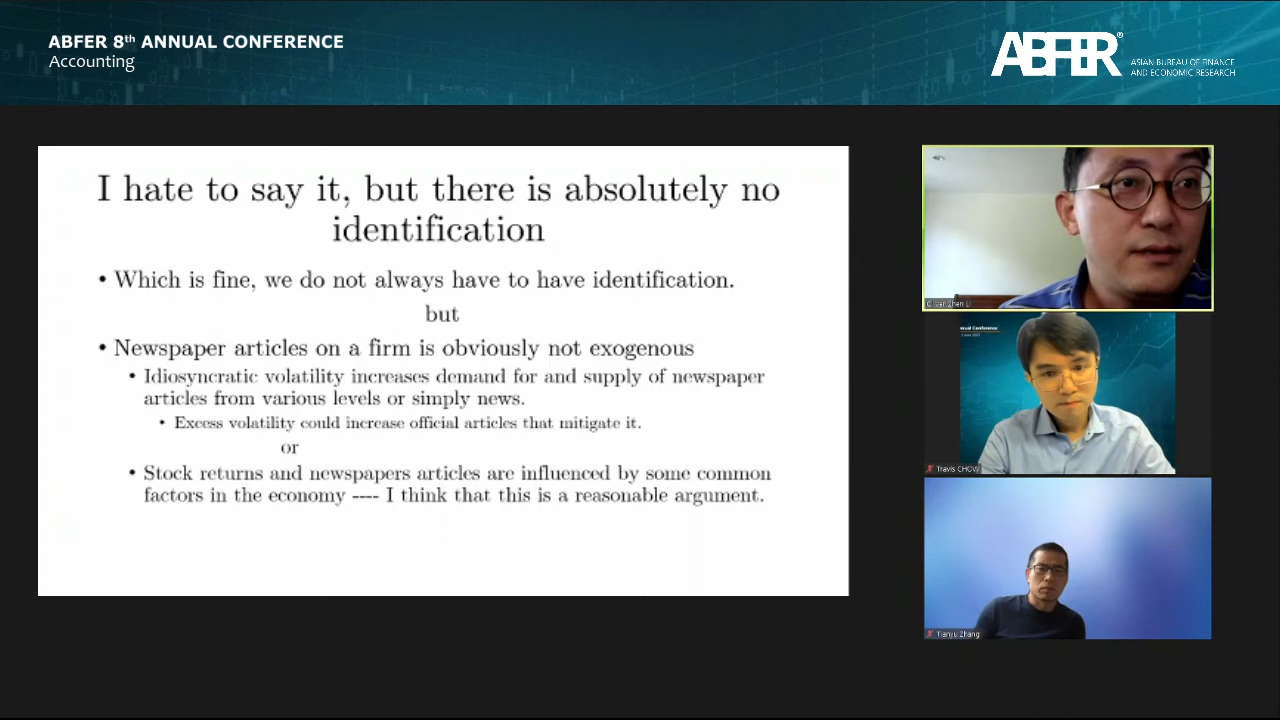 ABFER 8th ANNUAL CONFERENCE
Accounting
ABFER®
ASIAN BUREAU OF FINANCE
AND ECONOMIC RESEARCH
I hate to say it, but there is absolutely no
identification
• Which is fine, we do not always have to have identification.
but
• Newspaper articles on a firm is obviously not exogenous
• Idiosyncratic volatility increases demand for and supply of newspaper
articles from various levels or simply news.
• Excess volatility could increase official articles that mitigate it.
or
• Stock returns and newspapers articles are influenced by some common
factors in the economy ---- I think that this is a reasonable argument.
Zhen Li
nual Conference
Travis CHOW
Tianyu Zhang